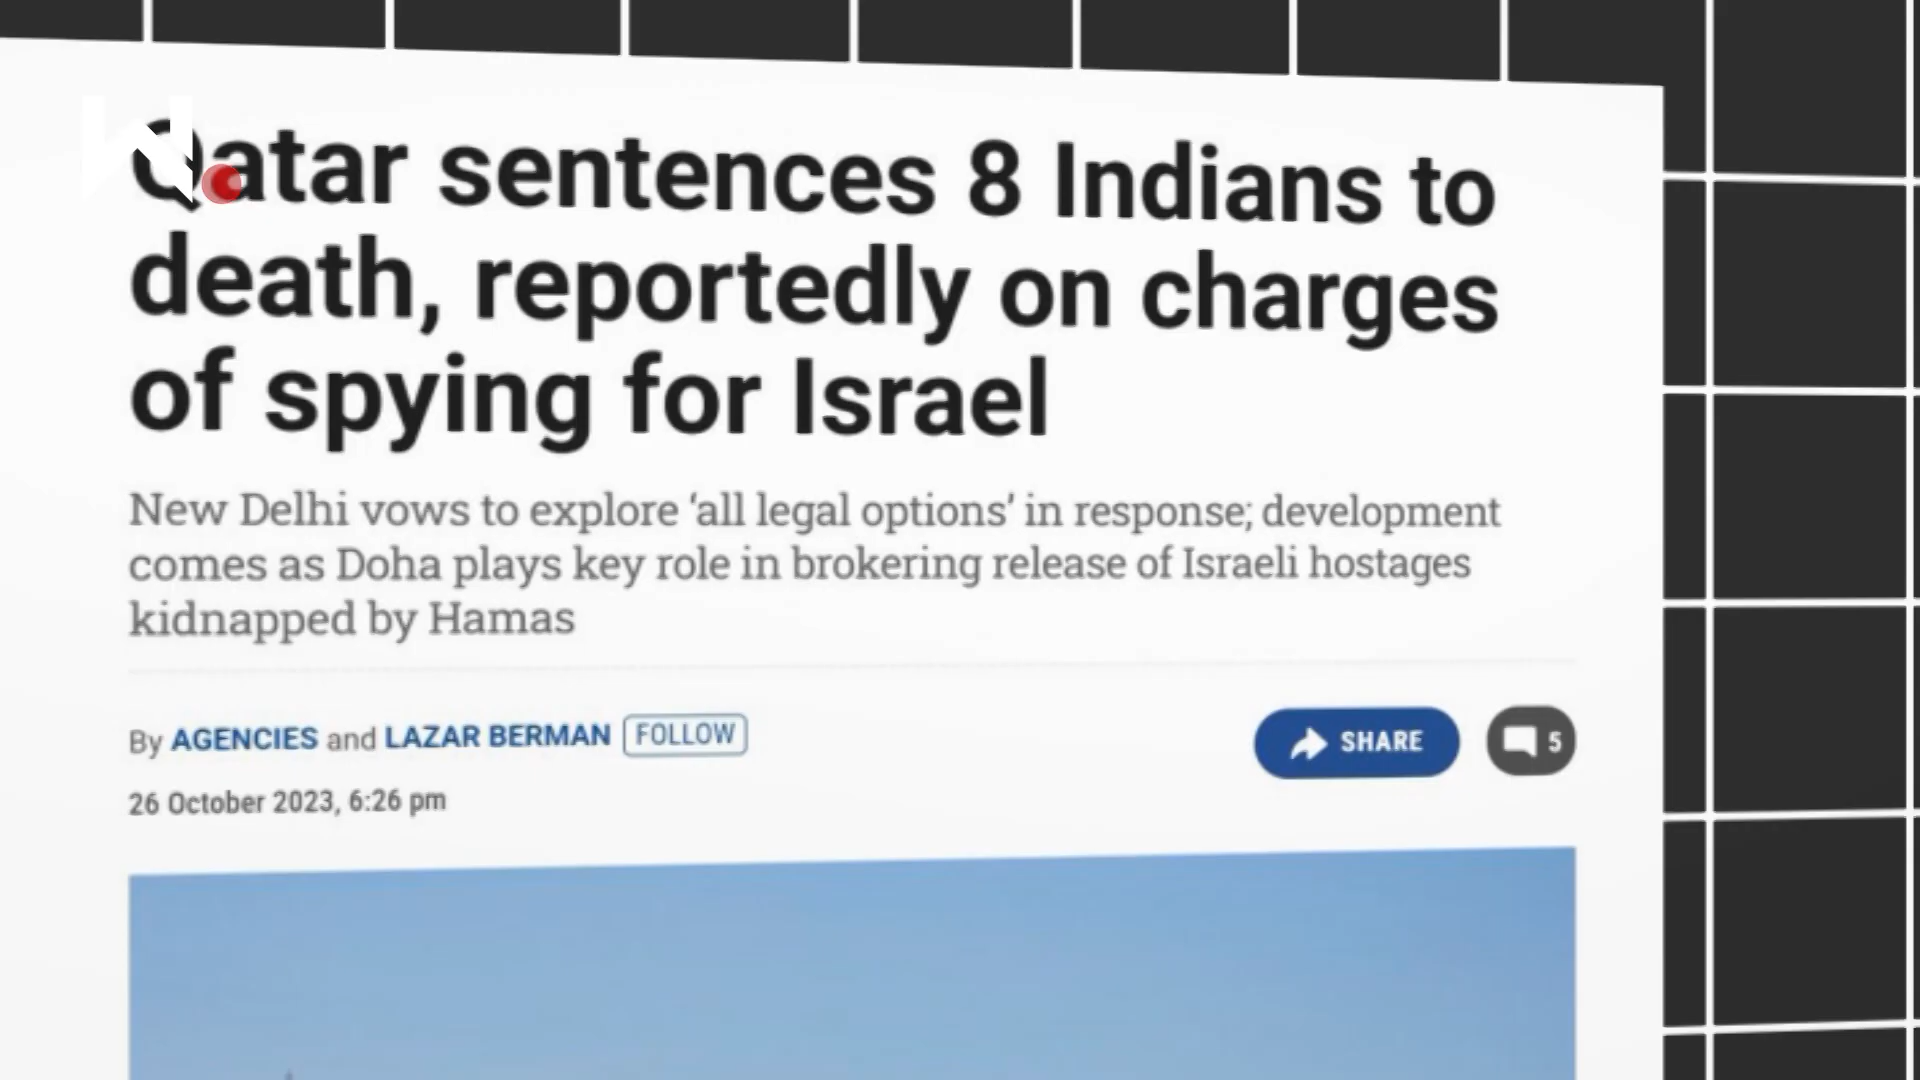 Qatar sentences 8 Indians to
death, reportedly on charges
of spying for Israel
New Delhi vows to explore ‘all legal options’ in response; development
comes as Doha plays key role in brokering release of Israeli hostages
kidnapped by Hamas
By AGENCIES and LAZAR BERMAN FOLLOW
SHARE 5
26 October 2023, 6:26 pm